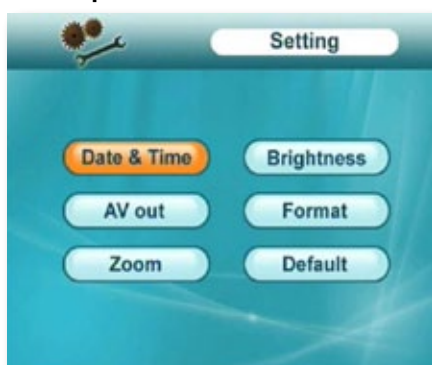 Setting
Date & Time
Brightness
AV out
Format
Zoom
Default